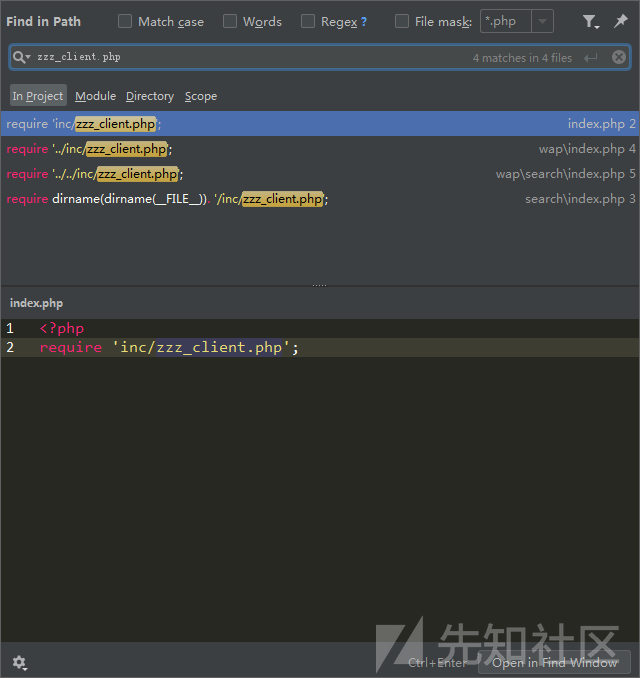 Find in Path Match case Words Regex ? File mask: *.php
zzz_client.php 4 matches in 4 files
In Project Module Directory Scope
require 'inc/zzz_client.php'; index.php 2
require '../inc/zzz_client.php'; wap\index.php 4
require '../../inc/zzz_client.php'; wap\search\index.php 5
require dirname(dirname(__FILE__)). '/inc/zzz_client.php'; search\index.php 3
index.php
1 <?php
2 require 'inc/zzz_client.php';
先知社区
Ctrl+Enter Open in Find Window